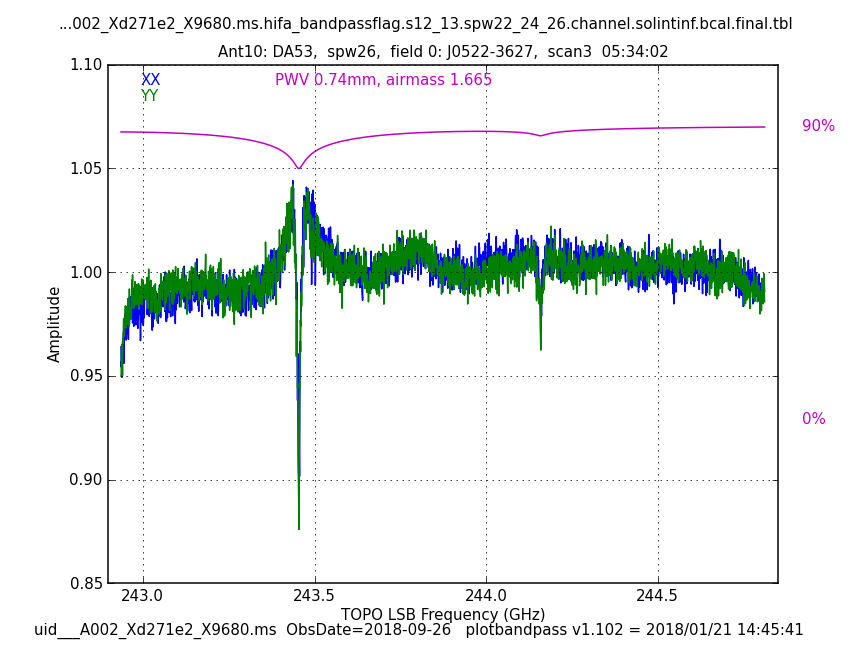 ...002_Xd271e2_X9680.ms.hifa_bandpassflag.s12_13.spw22_24_26.channel.solintinf.bcal.final.tbl
Ant10: DA53,  spw26,  field 0: J0522-3627,  scan3  05:34:02
1.10
XX
PWV 0.74mm, airmass 1.665
YY
90%
1.05
1.00
Amplitude
0.95
0%
0.90
0.85
243.0 243.5 244.0 244.5
TOPO LSB Frequency (GHz)
uid___A002_Xd271e2_X9680.ms  ObsDate=2018-09-26   plotbandpass v1.102 = 2018/01/21 14:45:41